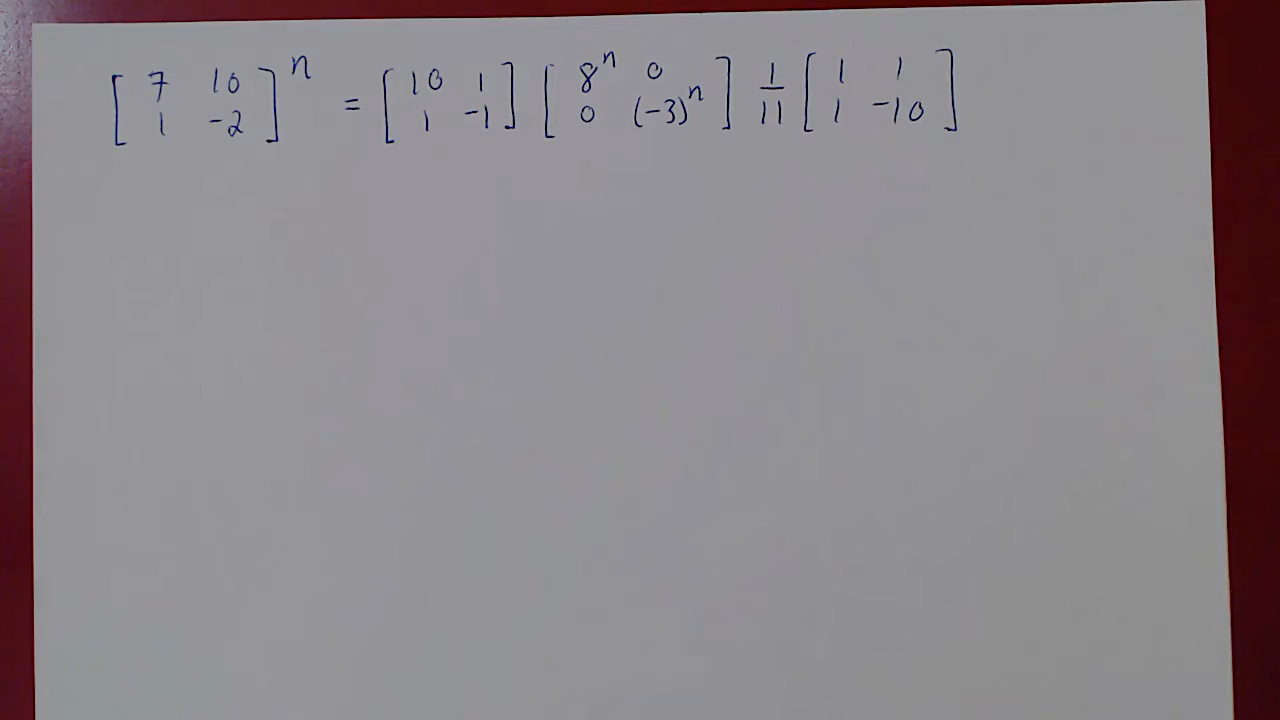 [7 10; 1 -2]^n = [10 1; 1 -1] [8^n 0; 0 (-3)^n] 1/11 [1 1; 1 -10]